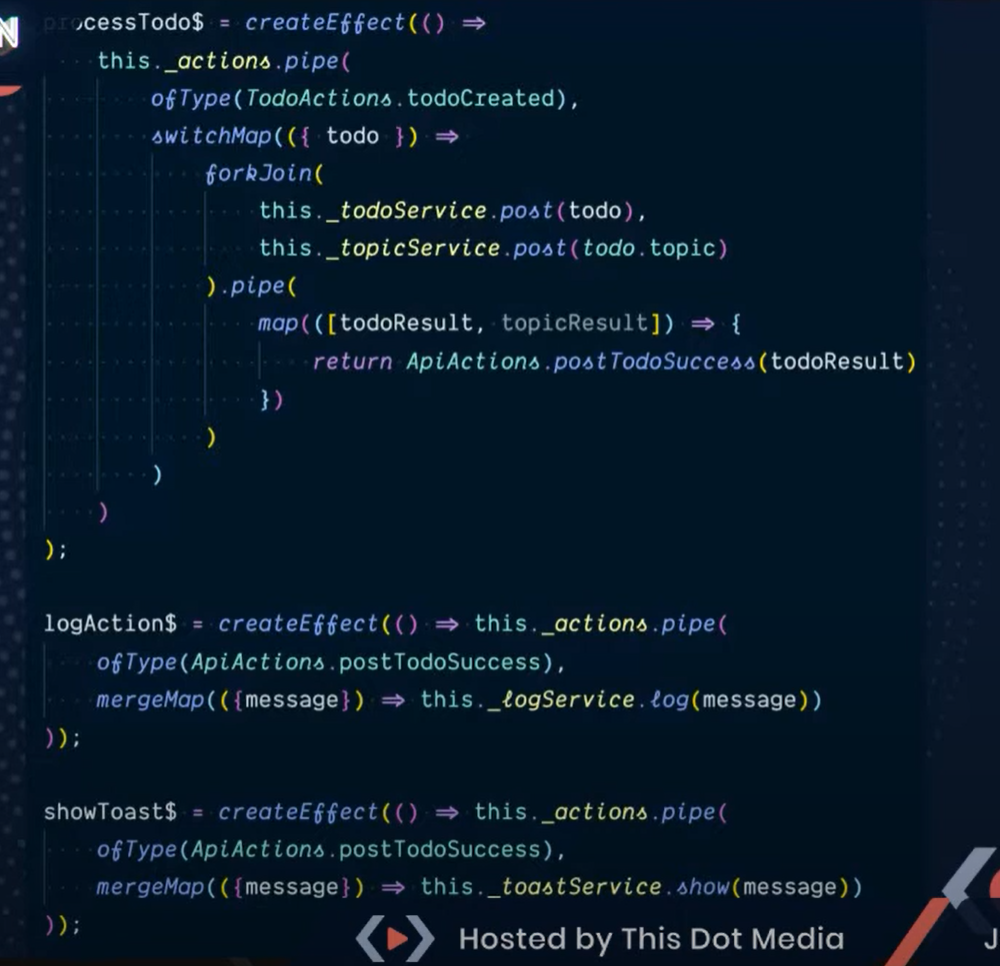 processTodo$ = createEffect(() ⇒
this._actions.pipe(
ofType(TodoActions.todoCreated),
switchMap(({ todo }) ⇒
forkJoin(
this._todoService.post(todo),
this._topicService.post(todo.topic)
).pipe(
map(([todoResult, topicResult]) ⇒ {
return ApiActions.postTodoSuccess(todoResult)
})
)
)
)
);
logAction$ = createEffect(() ⇒ this._actions.pipe(
ofType(ApiActions.postTodoSuccess),
mergeMap(({message}) ⇒ this._logService.log(message))
));
showToast$ = createEffect(() ⇒ this._actions.pipe(
ofType(ApiActions.postTodoSuccess),
mergeMap(({message}) ⇒ this._toastService.show(message))
));
Hosted by This Dot Media